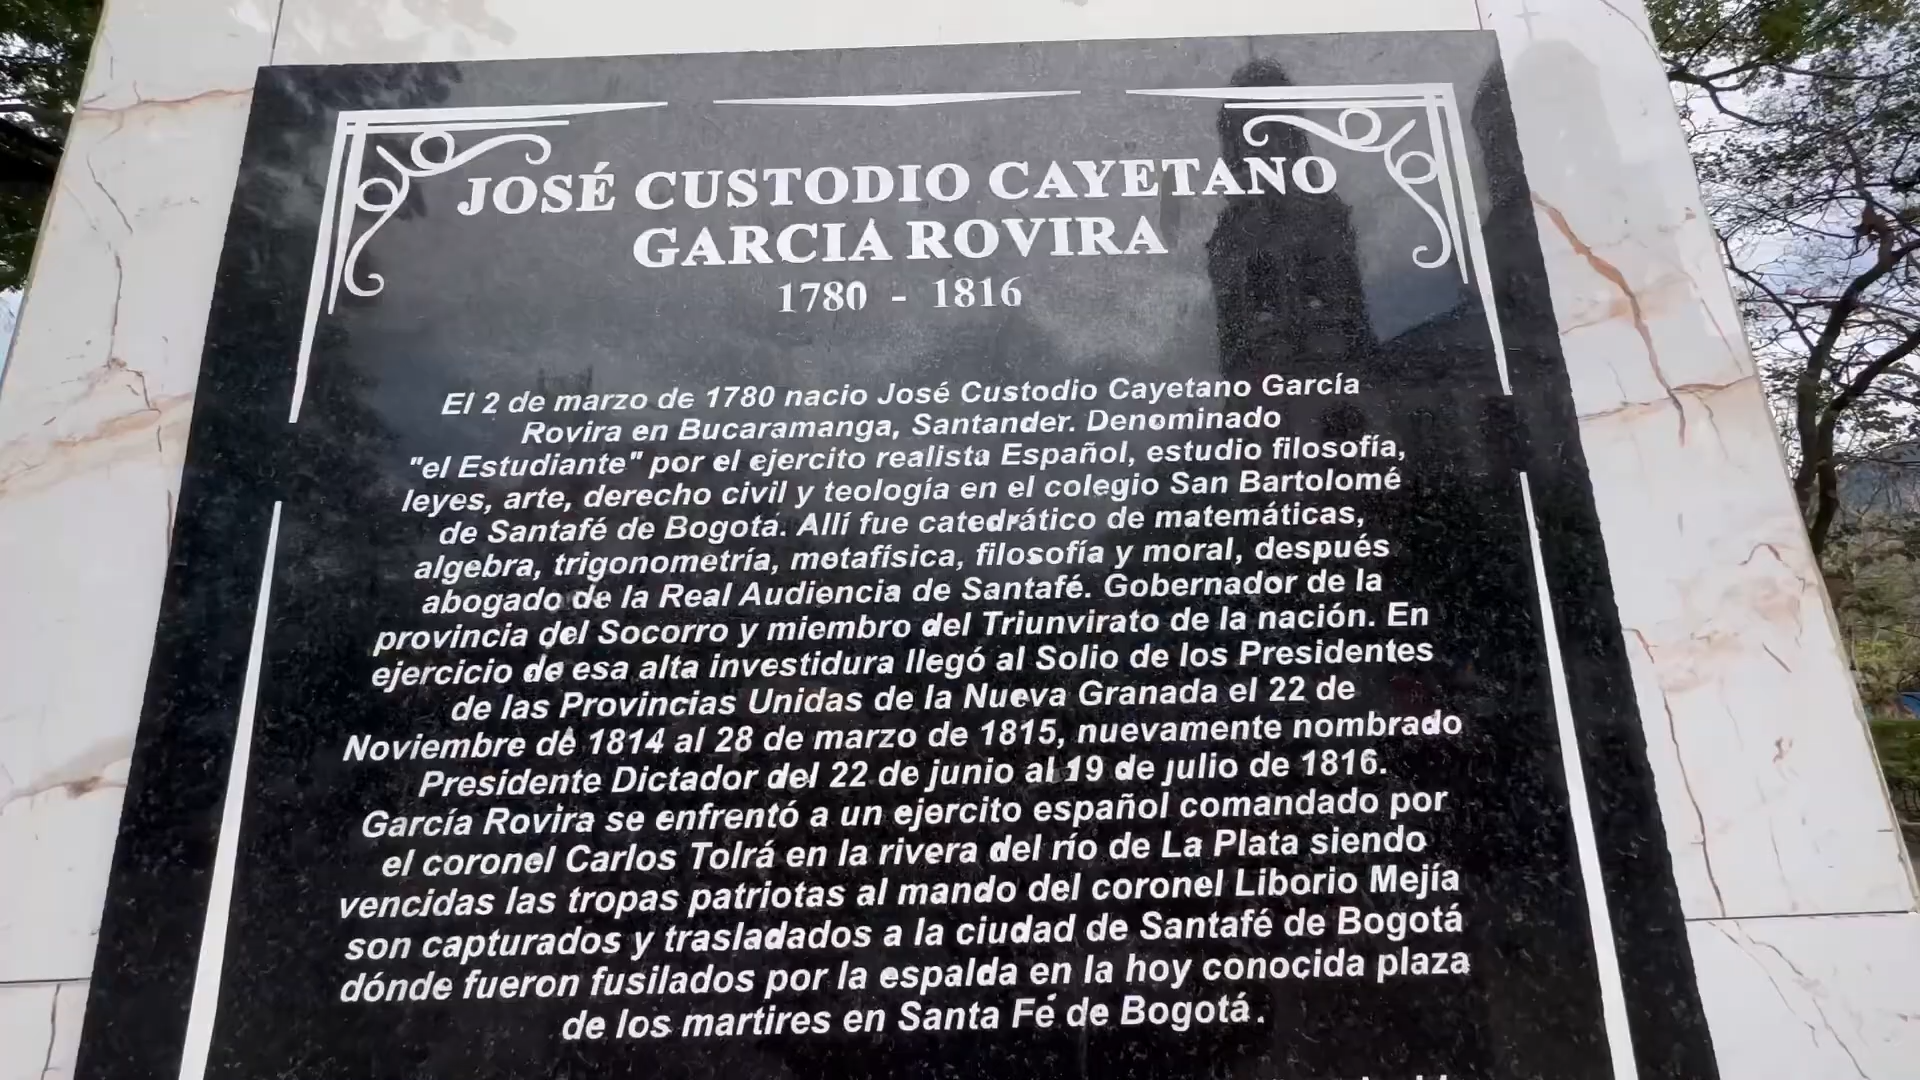 JOSÉ CUSTODIO CAYETANO
GARCIA ROVIRA
1780 - 1816
El 2 de marzo de 1780 nacio José Custodio Cayetano García
Rovira en Bucaramanga, Santander. Denominado
"el Estudiante" por el ejercito realista Español, estudio filosofía,
leyes, arte, derecho civil y teología en el colegio San Bartolomé
de Santafé de Bogotá. Allí fue catedrático de matemáticas,
algebra, trigonometría, metafísica, filosofía y moral, después
abogado de la Real Audiencia de Santafé. Gobernador de la
provincia del Socorro y miembro del Triunvirato de la nación. En
ejercicio de esa alta investidura llegó al Solio de los Presidentes
de las Provincias Unidas de la Nueva Granada el 22 de
Noviembre de 1814 al 28 de marzo de 1815, nuevamente nombrado
Presidente Dictador del 22 de junio al 19 de julio de 1816.
García Rovira se enfrentó a un ejercito español comandado por
el coronel Carlos Tolrá en la rivera del río de La Plata siendo
vencidas las tropas patriotas al mando del coronel Liborio Mejía
son capturados y trasladados a la ciudad de Santafé de Bogotá
dónde fueron fusilados por la espalda en la hoy conocida plaza
de los martires en Santa Fé de Bogotá.